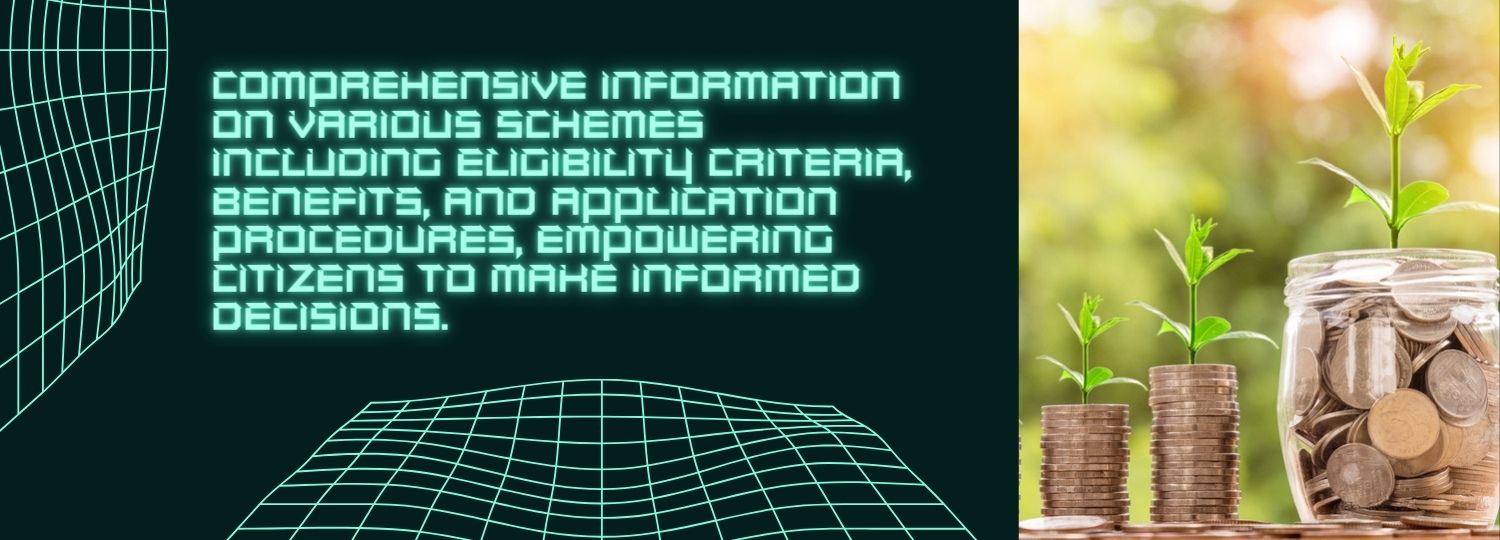 COMPREHENSIVE INFORMATION
ON VARIOUS SCHEMES
INCLUDING ELIGIBILITY CRITERIA,
BENEFITS, AND APPLICATION
PROCEDURES, EMPOWERING
CITIZENS TO MAKE INFORMED
DECISIONS.